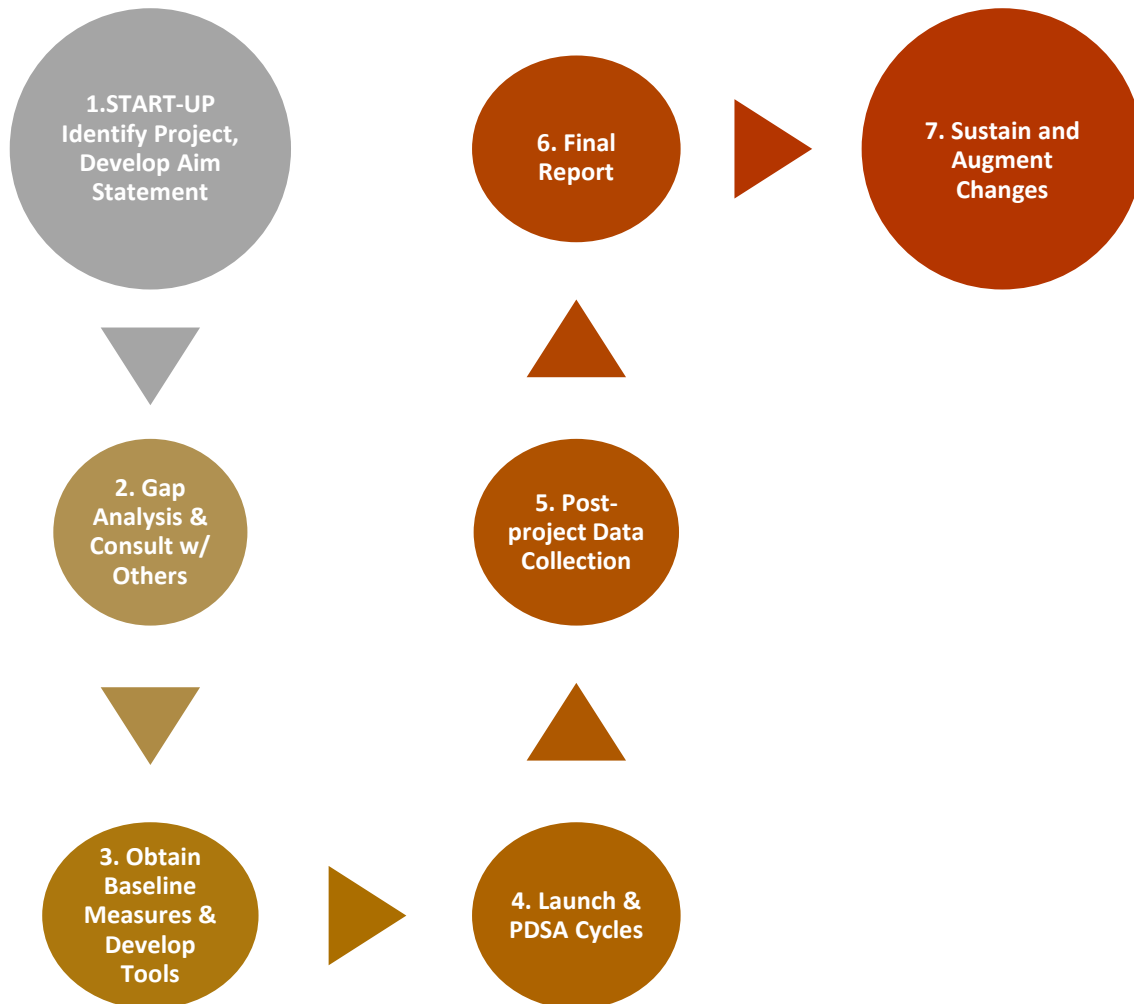 1.START-UP
Identify Project,
Develop Aim
Statement
2. Gap
Analysis &
Consult w/
Others
3. Obtain
Baseline
Measures &
Develop
Tools
4. Launch &
PDSA Cycles
5. Post-
project Data
Collection
6. Final
Report
7. Sustain and
Augment
Changes